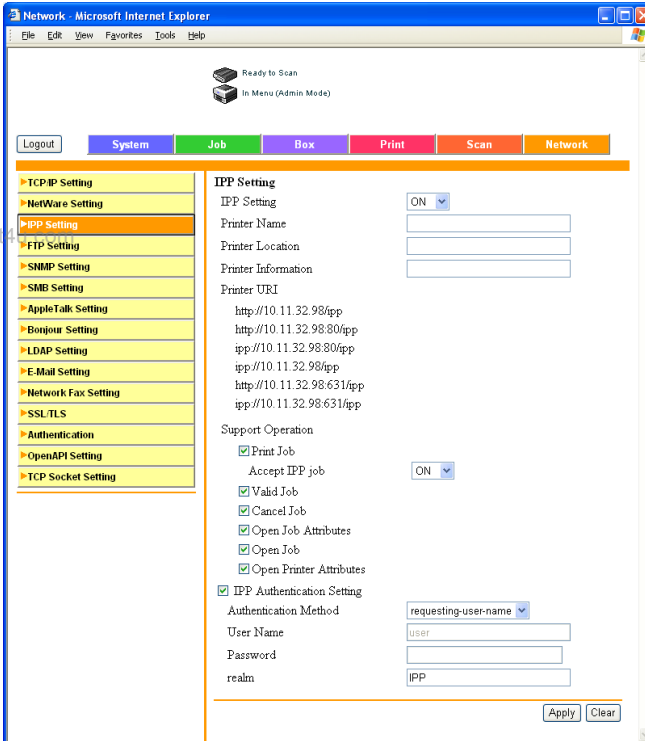 Network - Microsoft Internet Explorer
File Edit View Favorites Tools Help
Ready to Scan
In Menu (Admin Mode)
Logout System Job Box Print Scan Network
TCP/IP Setting
NetWare Setting
IPP Setting
FTP Setting
SNMP Setting
SMB Setting
AppleTalk Setting
Bonjour Setting
LDAP Setting
E-Mail Setting
Network Fax Setting
SSL/TLS
Authentication
OpenAPI Setting
TCP Socket Setting
IPP Setting
IPP Setting ON
Printer Name
Printer Location
Printer Information
Printer URI
http://10.11.32.98/ipp
http://10.11.32.98:80/ipp
ipp://10.11.32.98:80/ipp
ipp://10.11.32.98/ipp
http://10.11.32.98:631/ipp
ipp://10.11.32.98:631/ipp
Support Operation
Print Job
Accept IPP job ON
Valid Job
Cancel Job
Open Job Attributes
Open Job
Open Printer Attributes
IPP Authentication Setting
Authentication Method requesting-user-name
User Name user
Password
realm IPP
Apply Clear